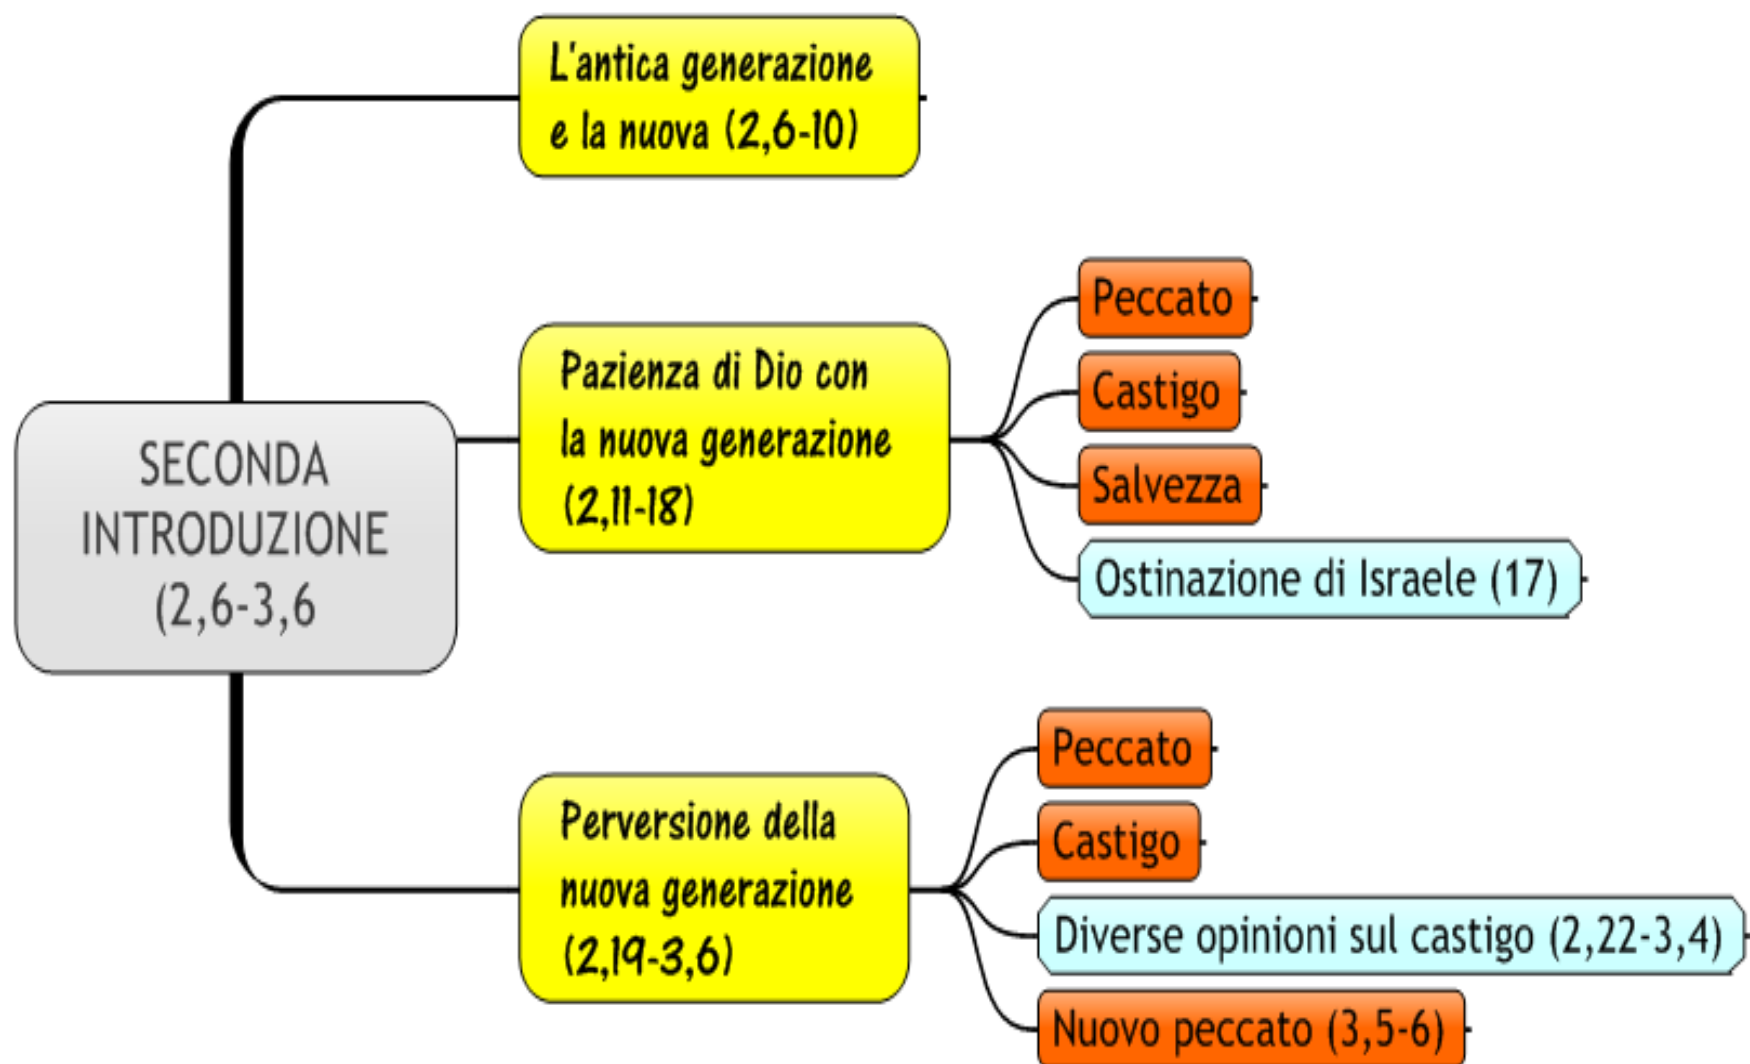 L'antica generazione
e la nuova (2,6-10)
Peccato
Castigo
Salvezza
Ostinazione di Israele (17)
Pazienza di Dio con
la nuova generazione
(2,11-18)
SECONDA
INTRODUZIONE
(2,6-3,6
Peccato
Castigo
Diverse opinioni sul castigo (2,22-3,4)
Nuovo peccato (3,5-6)
Perversione della
nuova generazione
(2,19-3,6)